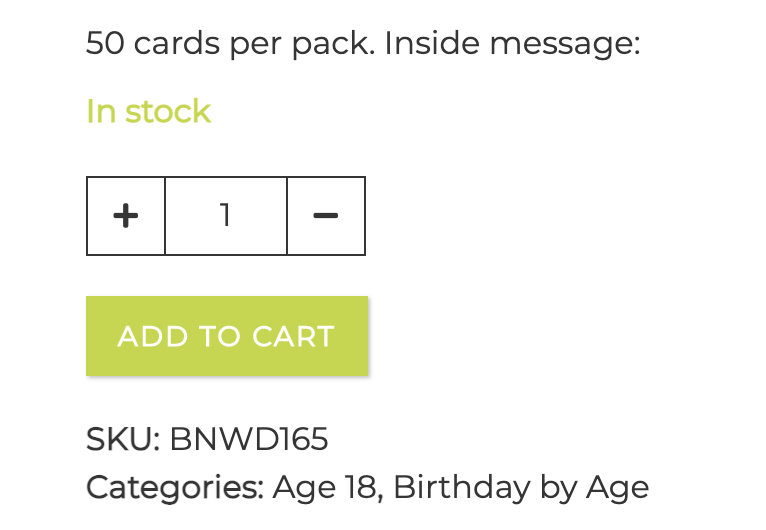 50 cards per pack. Inside message:
In stock
+ 1 −
ADD TO CART
SKU: BNWD165
Categories: Age 18, Birthday by Age